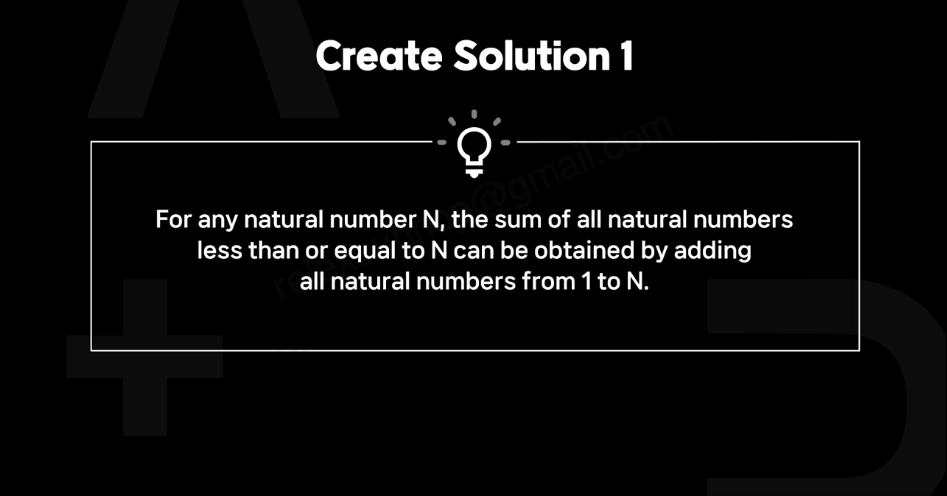 Create Solution 1
For any natural number N, the sum of all natural numbers
less than or equal to N can be obtained by adding
all natural numbers from 1 to N.